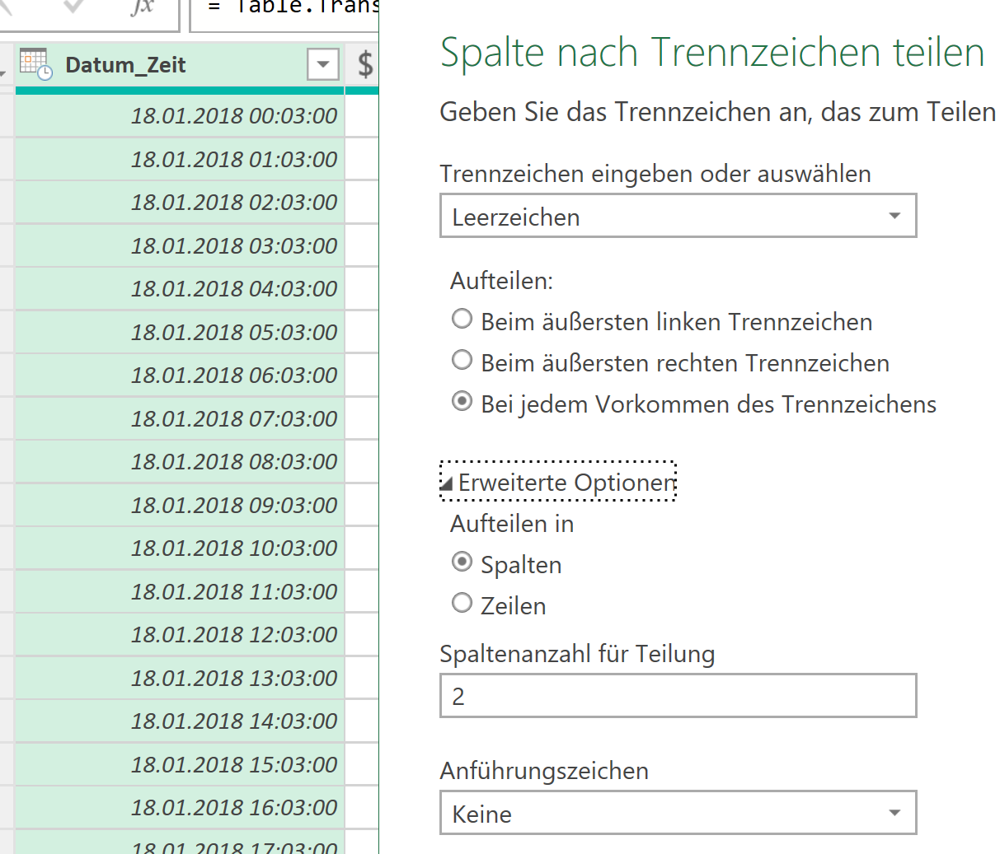 fx
= Table.Trans
Datum_Zeit
$
18.01.2018 00:03:00
18.01.2018 01:03:00
18.01.2018 02:03:00
18.01.2018 03:03:00
18.01.2018 04:03:00
18.01.2018 05:03:00
18.01.2018 06:03:00
18.01.2018 07:03:00
18.01.2018 08:03:00
18.01.2018 09:03:00
18.01.2018 10:03:00
18.01.2018 11:03:00
18.01.2018 12:03:00
18.01.2018 13:03:00
18.01.2018 14:03:00
18.01.2018 15:03:00
18.01.2018 16:03:00
18.01.2018 17:03:00
Spalte nach Trennzeichen teilen
Geben Sie das Trennzeichen an, das zum Teilen
Trennzeichen eingeben oder auswählen
Leerzeichen
Aufteilen:
Beim äußersten linken Trennzeichen
Beim äußersten rechten Trennzeichen
Bei jedem Vorkommen des Trennzeichens
Erweiterte Optionen
Aufteilen in
Spalten
Zeilen
Spaltenanzahl für Teilung
2
Anführungszeichen
Keine